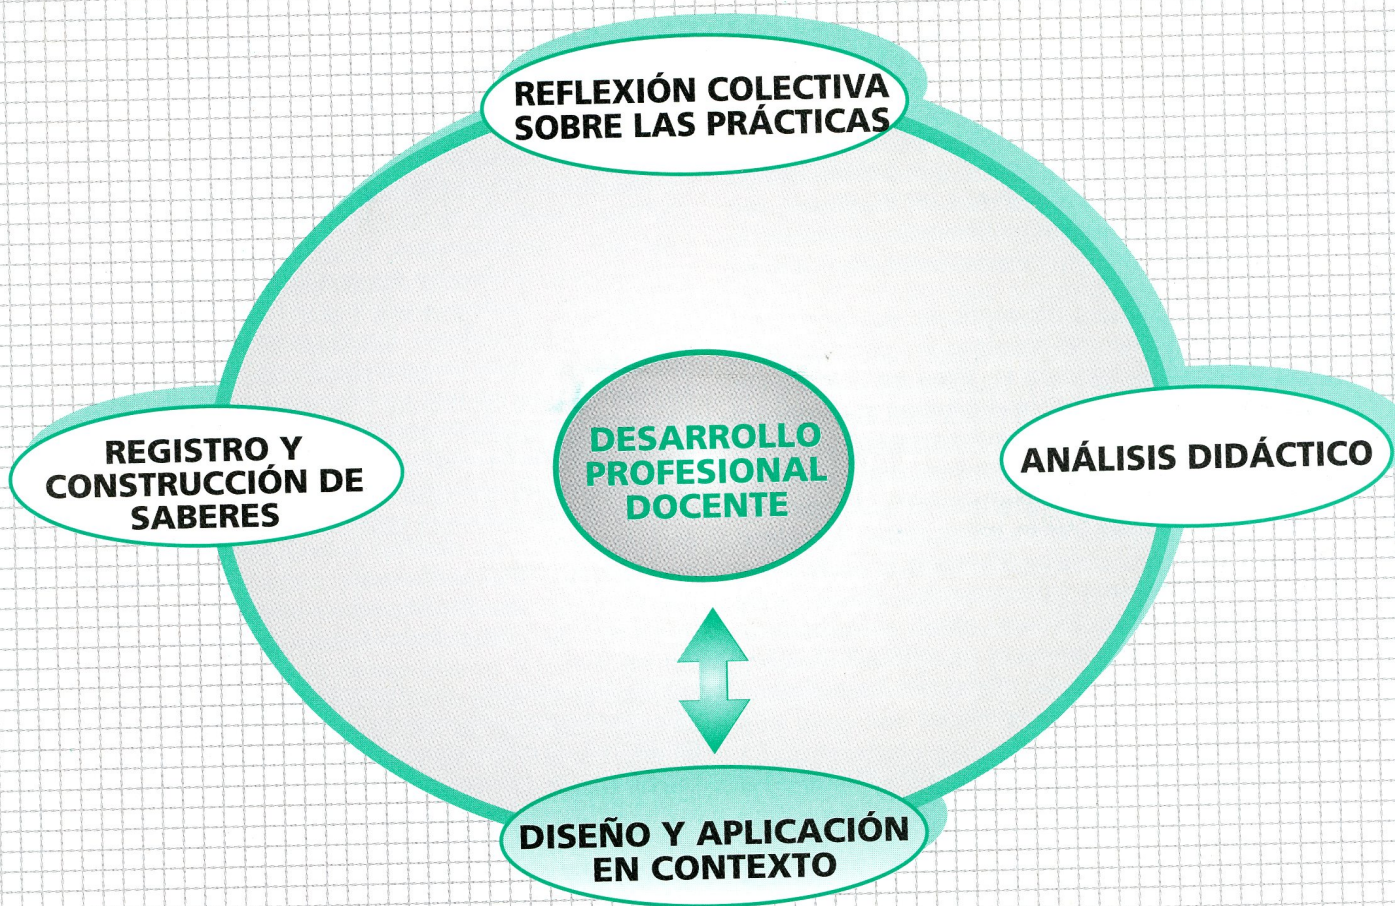 REFLEXIÓN COLECTIVA
SOBRE LAS PRÁCTICAS
REGISTRO Y
CONSTRUCCIÓN DE
SABERES
DESARROLLO
PROFESIONAL
DOCENTE
ANÁLISIS DIDÁCTICO
DISEÑO Y APLICACIÓN
EN CONTEXTO